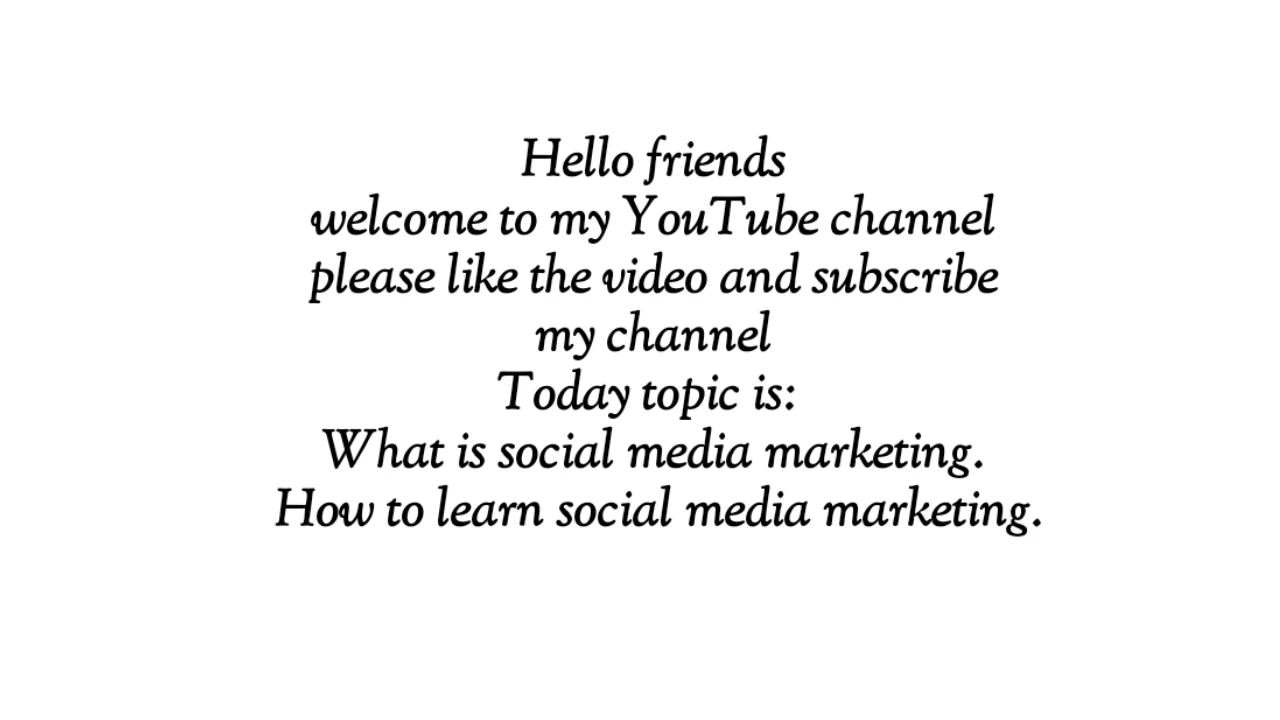 Hello friends
welcome to my YouTube channel
please like the video and subscribe
my channel
Today topic is:
What is social media marketing.
How to learn social media marketing.